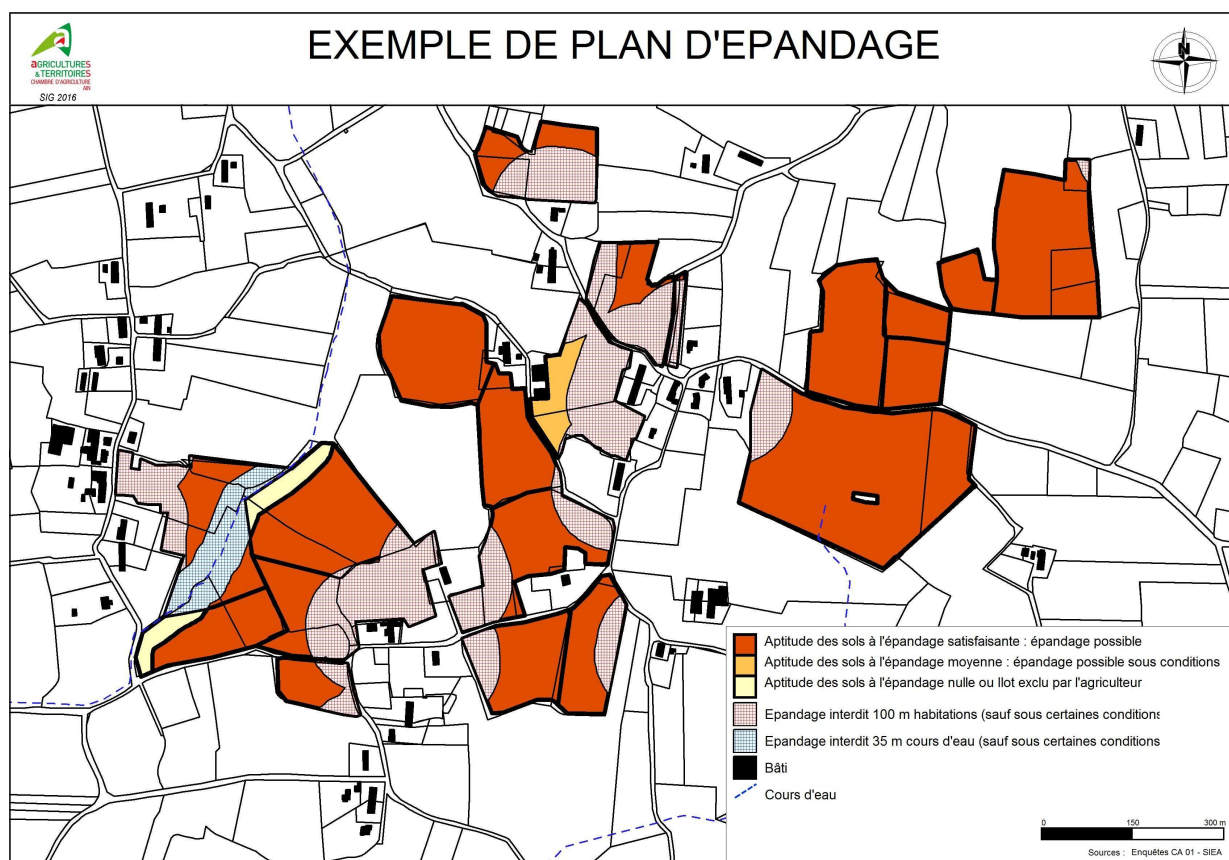 EXEMPLE DE PLAN D'EPANDAGE
aGRICULTURES
& TERRITOIRES
CHAMBRE D'AGRICULTURE
AIN
SIG 2016
N
Aptitude des sols à l'épandage satisfaisante : épandage possible
Aptitude des sols à l'épandage moyenne : épandage possible sous conditions
Aptitude des sols à l'épandage nulle ou Ilot exclu par l'agriculteur
Epandage interdit 100 m habitations (sauf sous certaines conditions
Epandage interdit 35 m cours d'eau (sauf sous certaines conditions
Bâti
Cours d'eau
0 150 300 m
Sources : Enquêtes CA 01 - SIEA